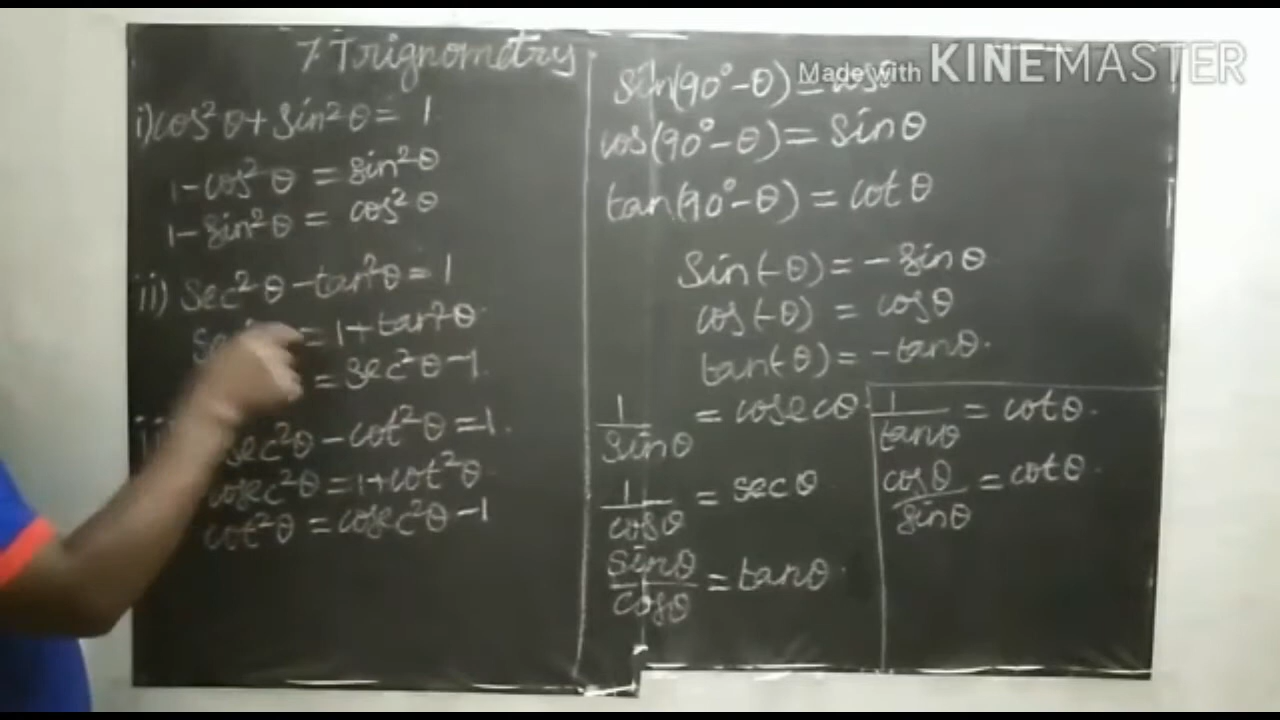 7. Trignometry
i) cos²θ + sin²θ = 1
1 - cos²θ = sin²θ
1 - sin²θ = cos²θ
ii) sec²θ - tan²θ = 1
= 1 + tan²θ
= sec²θ - 1
sec²θ - cot²θ = 1
cosec²θ = 1 + cot²θ
cot²θ = cosec²θ - 1
Made with KINEMASTER
sin(90° - θ) = cosθ
cos(90° - θ) = sinθ
tan(90° - θ) = cotθ
sin(-θ) = - sinθ
cos(-θ) = cosθ
tan(-θ) = - tanθ.
1/sinθ = cosecθ
1/cosθ = secθ
sinθ/cosθ = tanθ
1/tanθ = cotθ.
cosθ/sinθ = cotθ.